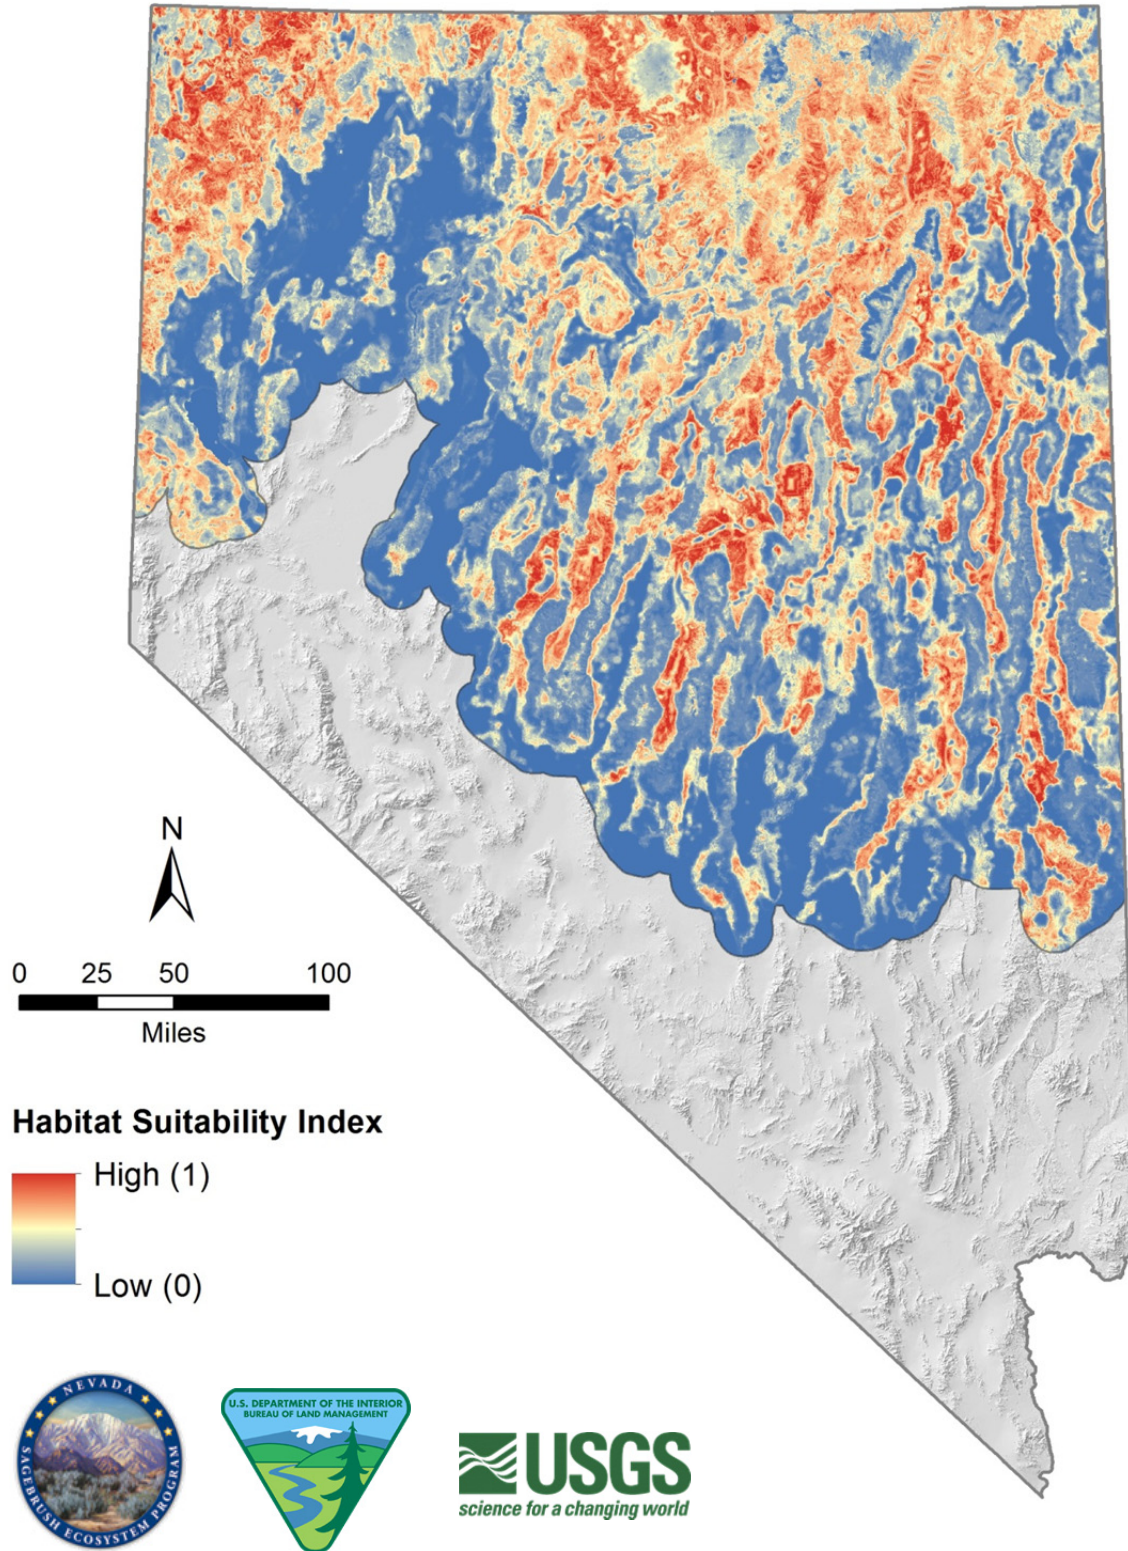 N
0 25 50 100
Miles
Habitat Suitability Index
High (1)
Low (0)
NEVADA
SAGEBRUSH ECOSYSTEM PROGRAM
U.S. DEPARTMENT OF THE INTERIOR
BUREAU OF LAND MANAGEMENT
USGS
science for a changing world